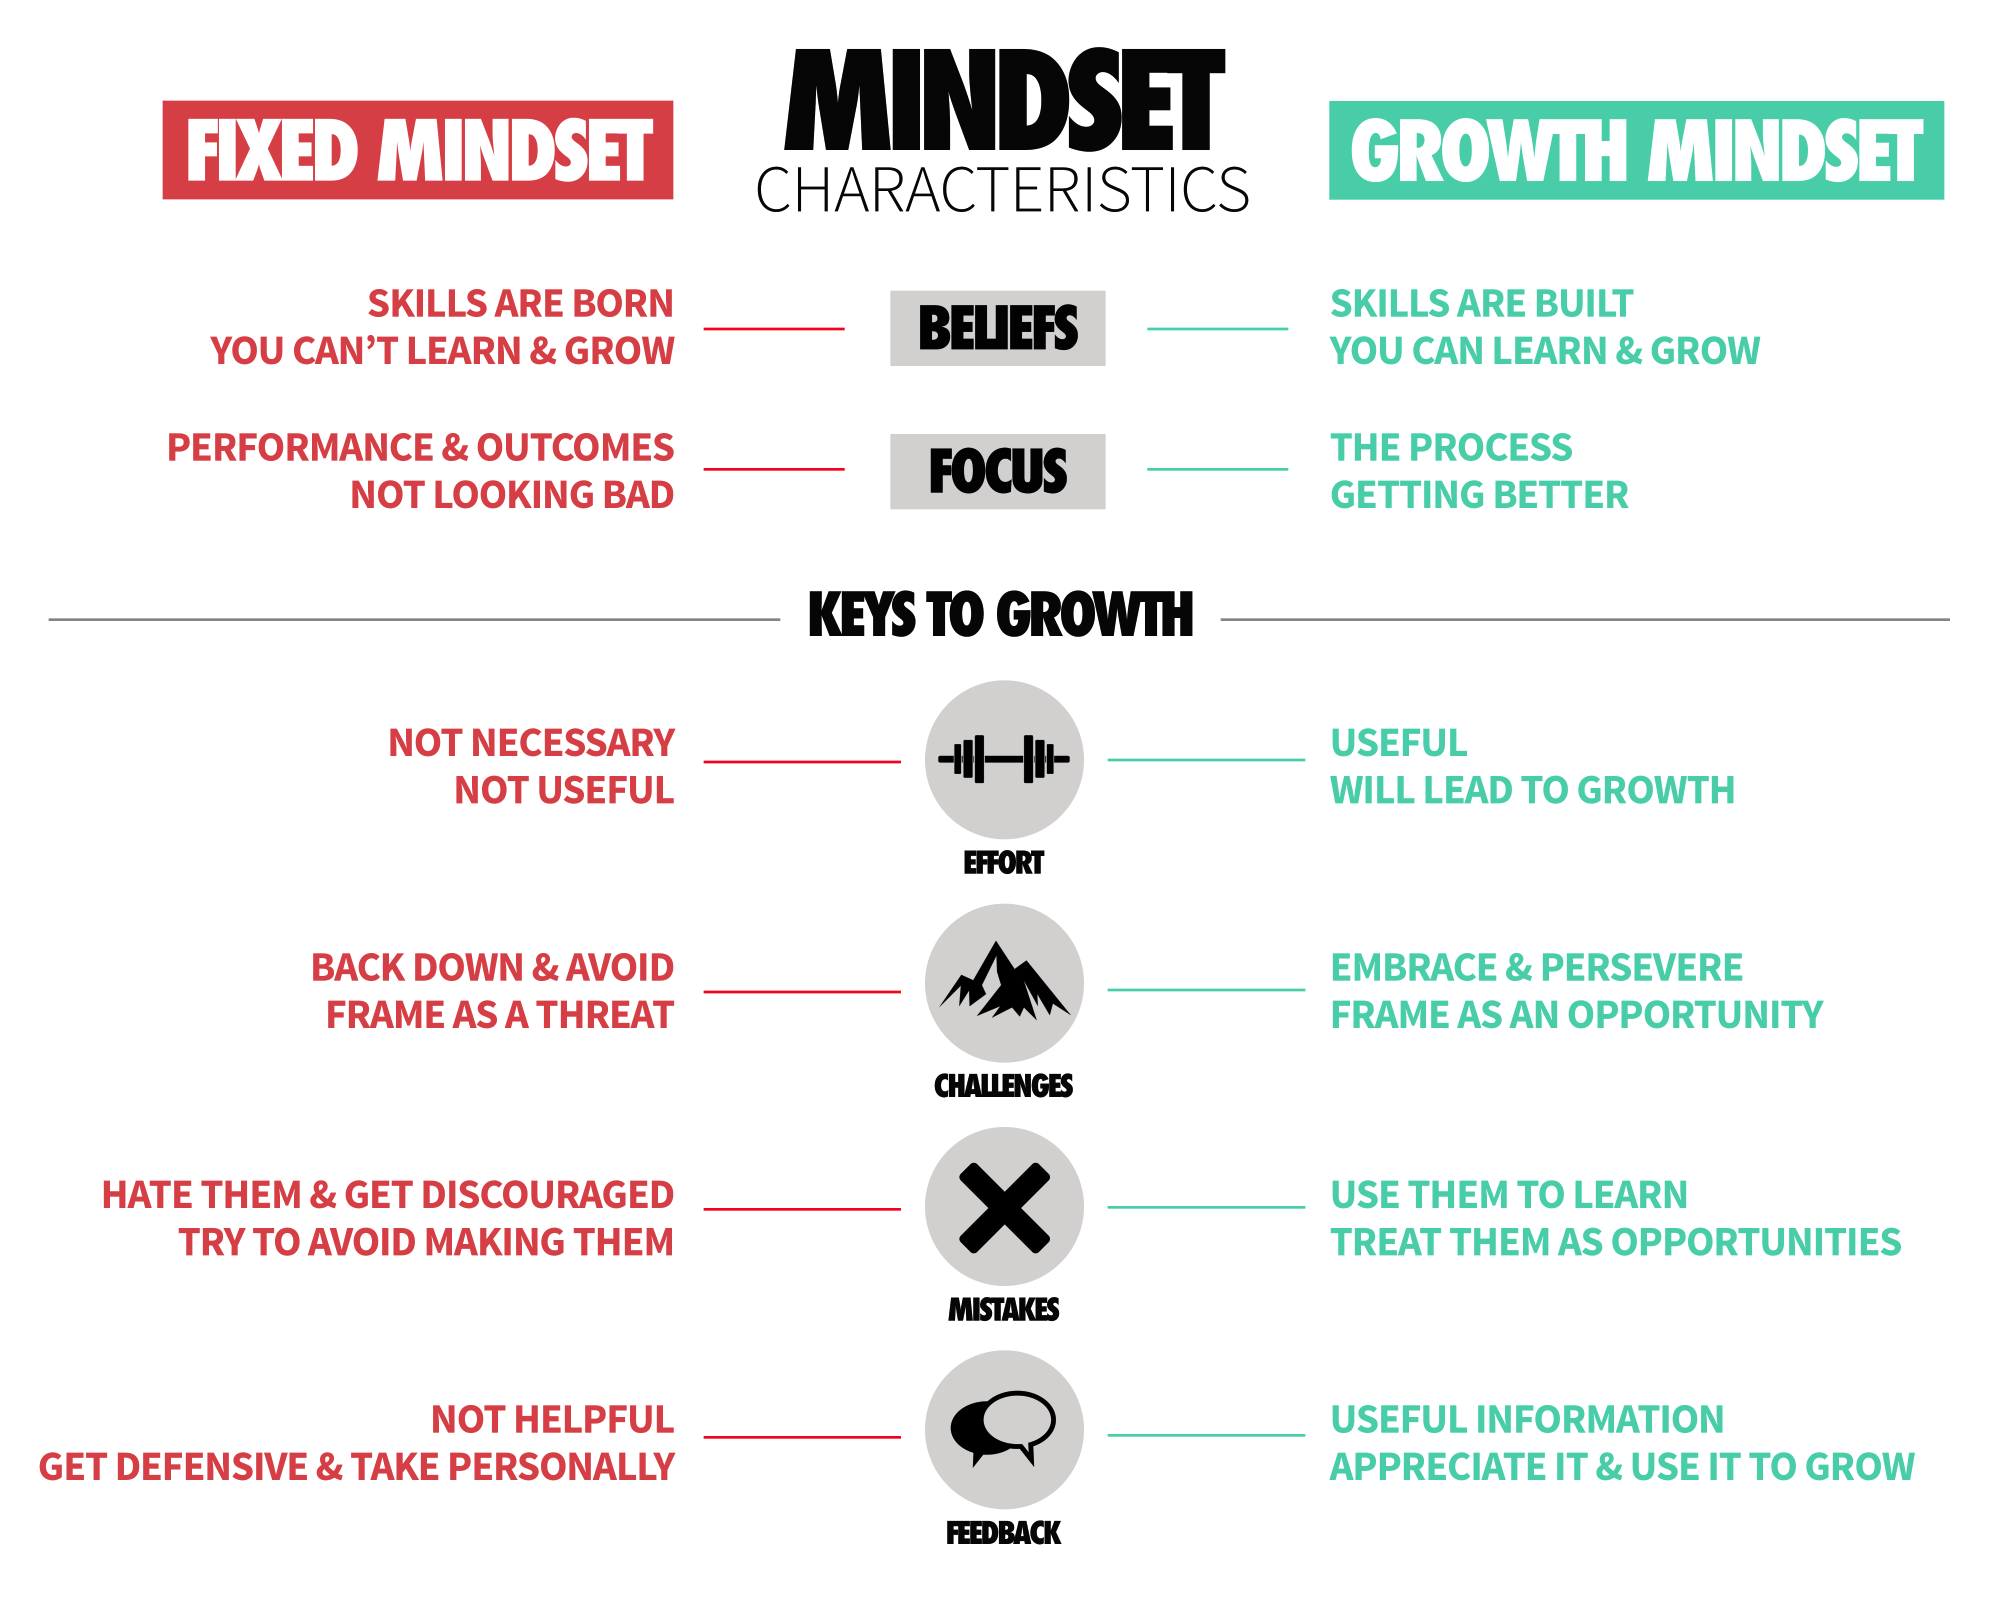 MINDSET
CHARACTERISTICS
FIXED MINDSET
GROWTH MINDSET
SKILLS ARE BORN
YOU CAN'T LEARN & GROW
BELIEFS
SKILLS ARE BUILT
YOU CAN LEARN & GROW
PERFORMANCE & OUTCOMES
NOT LOOKING BAD
FOCUS
THE PROCESS
GETTING BETTER
KEYS TO GROWTH
NOT NECESSARY
NOT USEFUL
EFFORT
USEFUL
WILL LEAD TO GROWTH
BACK DOWN & AVOID
FRAME AS A THREAT
CHALLENGES
EMBRACE & PERSEVERE
FRAME AS AN OPPORTUNITY
HATE THEM & GET DISCOURAGED
TRY TO AVOID MAKING THEM
MISTAKES
USE THEM TO LEARN
TREAT THEM AS OPPORTUNITIES
NOT HELPFUL
GET DEFENSIVE & TAKE PERSONALLY
FEEDBACK
USEFUL INFORMATION
APPRECIATE IT & USE IT TO GROW